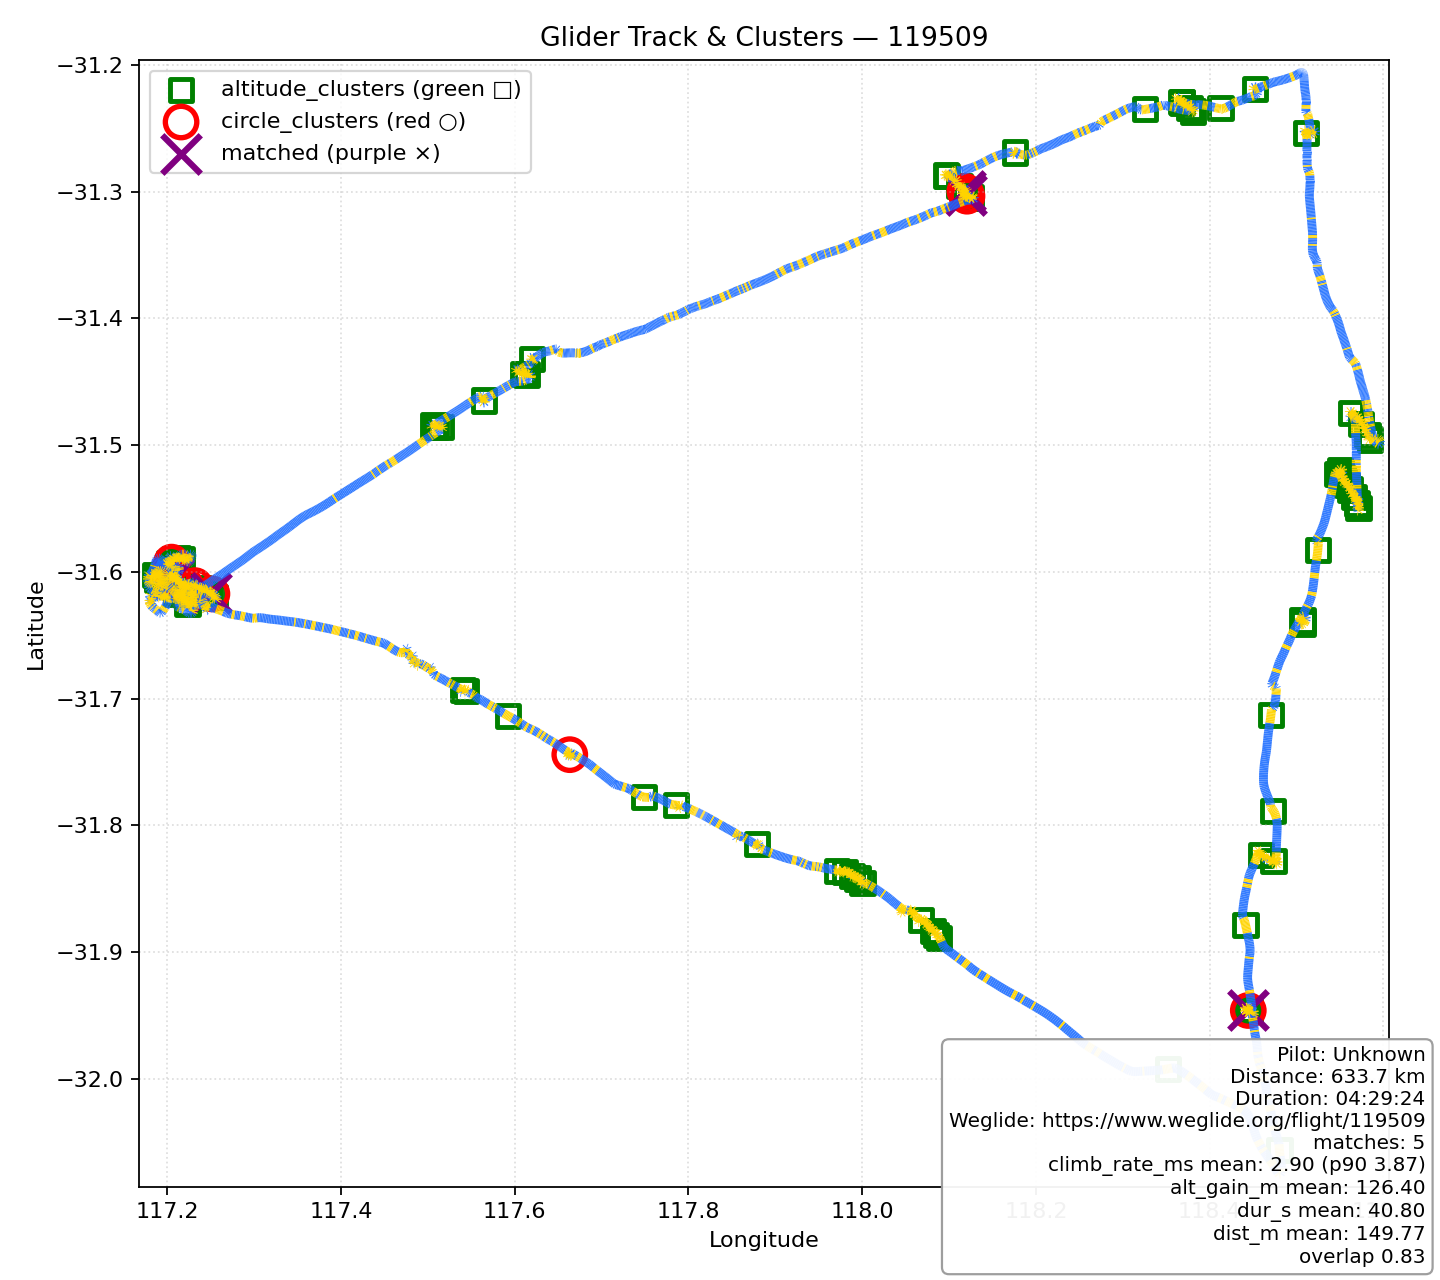 Glider Track & Clusters — 119509
altitude_clusters (green □)
circle_clusters (red ○)
matched (purple ×)
Latitude
−31.2
−31.3
−31.4
−31.5
−31.6
−31.7
−31.8
−31.9
−32.0
117.2
117.4
117.6
117.8
118.0
118.2
118.4
Longitude
Pilot: Unknown
Distance: 633.7 km
Duration: 04:29:24
Weglide: https://www.weglide.org/flight/119509
matches: 5
climb_rate_ms mean: 2.90 (p90 3.87)
alt_gain_m mean: 126.40
dur_s mean: 40.80
dist_m mean: 149.77
overlap 0.83